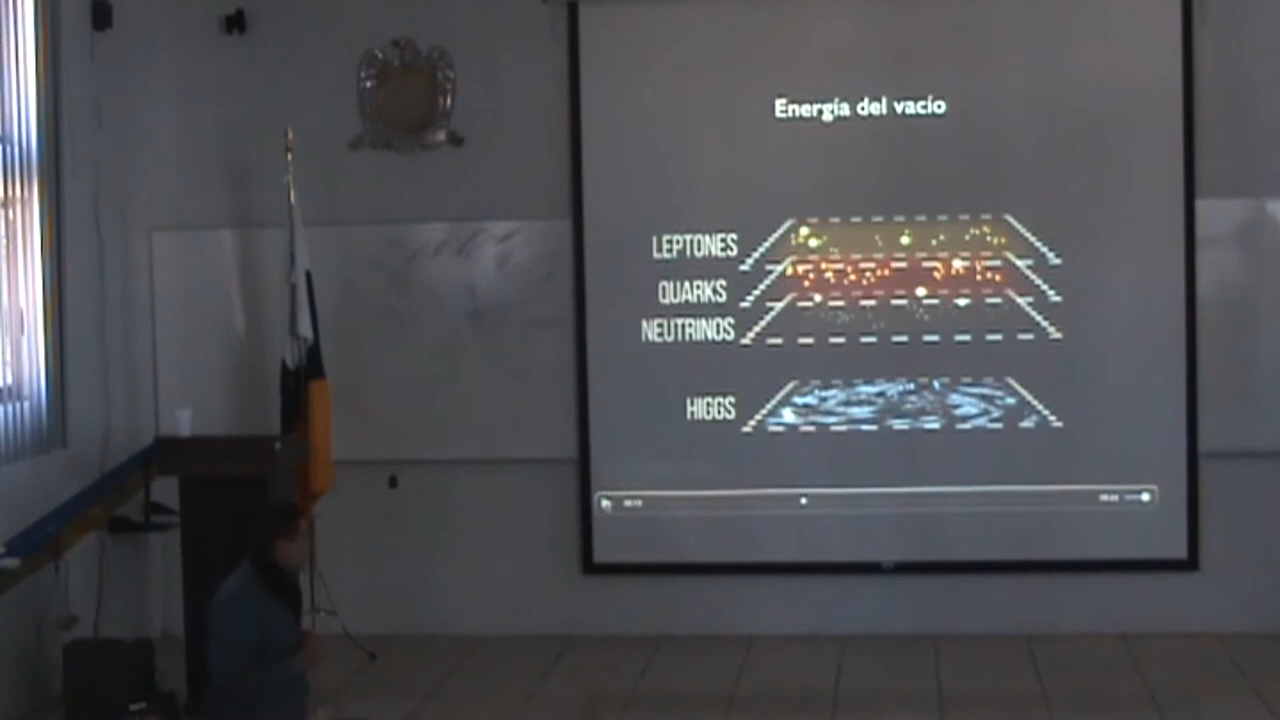 Energía del vacío
LEPTONES
QUARKS
NEUTRINOS
HIGGS